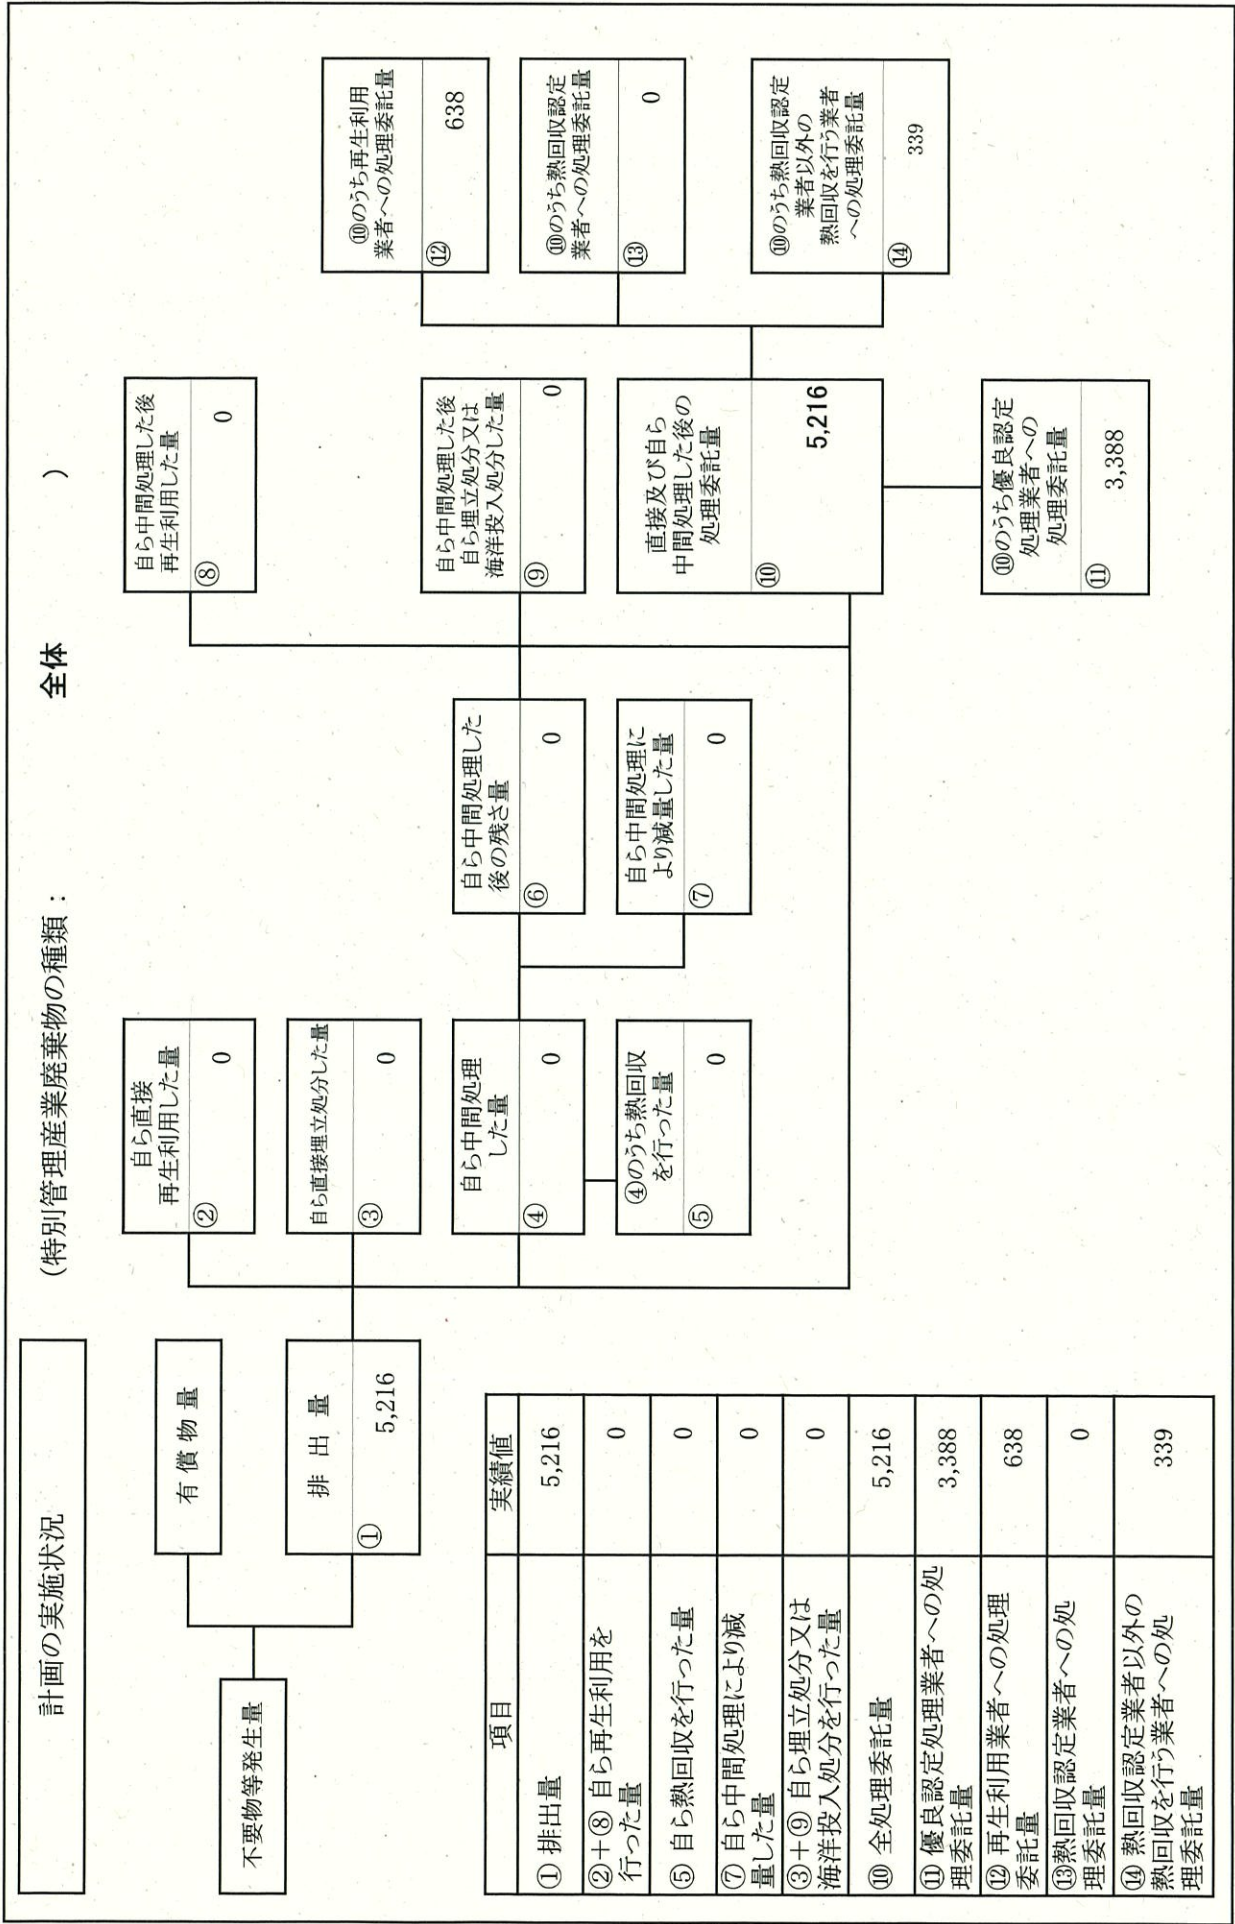 計画の実施状況
(特別管理産業廃棄物の種類：　全体　)
不要物等発生量
有償物量
排出量
① 5,216
自ら直接
再生利用した量
② 0
自ら直接埋立処分した量
③ 0
自ら中間処理
した量
④ 0
④のうち熱回収
を行った量
⑤ 0
自ら中間処理した
後の残さ量
⑥ 0
自ら中間処理に
より減量した量
⑦ 0
自ら中間処理した後
再生利用した量
⑧ 0
自ら中間処理した後
自ら埋立処分又は
海洋投入処分した量
⑨ 0
直接及び自ら
中間処理した後の
処理委託量
⑩ 5,216
⑩のうち優良認定
処理業者への
処理委託量
⑪ 3,388
⑩のうち再生利用
業者への処理委託量
⑫ 638
⑩のうち熱回収認定
業者への処理委託量
⑬ 0
⑩のうち熱回収認定
業者以外の
熱回収を行う業者
への処理委託量
⑭ 339
項目 実績値
① 排出量 5,216
②+⑧ 自ら再生利用を
行った量 0
⑤ 自ら熱回収を行った量 0
⑦ 自ら中間処理により減
量した量 0
③+⑨ 自ら埋立処分又は
海洋投入処分を行った量 0
⑩ 全処理委託量 5,216
⑪ 優良認定処理業者への処
理委託量 3,388
⑫ 再生利用業者への処理
委託量 638
⑬熱回収認定業者への処
理委託量 0
⑭ 熱回収認定業者以外の
熱回収を行う業者への処
理委託量 339